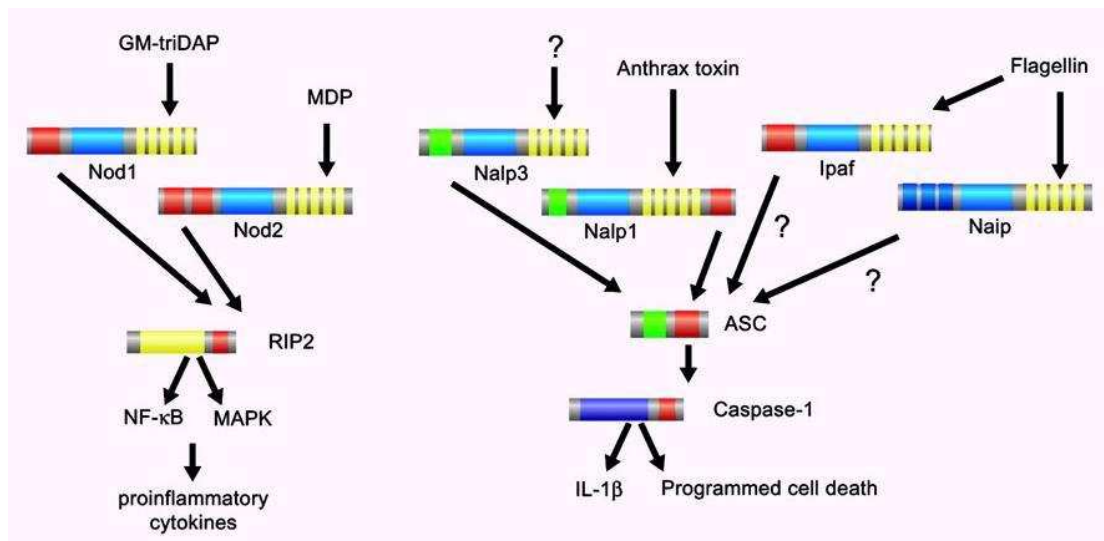 GM-triDAP
MDP
Nod1
Nod2
RIP2
NF-κB
MAPK
proinflammatory
cytokines
?
Anthrax toxin
Flagellin
Nalp3
Nalp1
Ipaf
Naip
?
?
ASC
Caspase-1
IL-1β
Programmed cell death